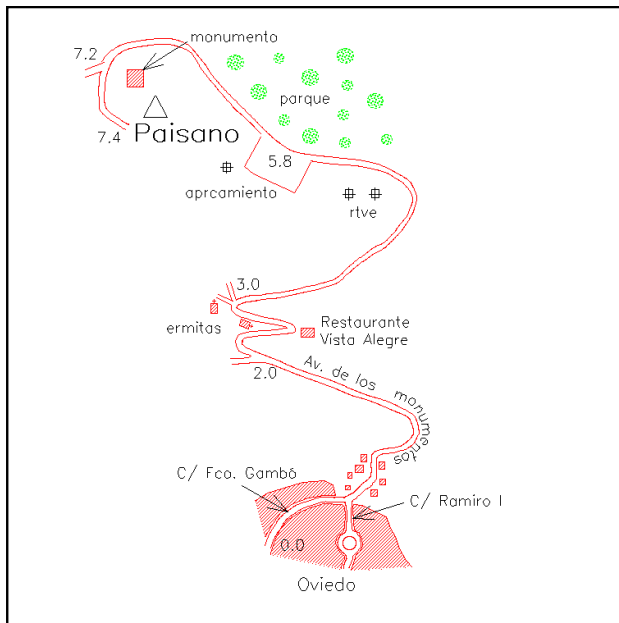 monumento
7.2
parque
7.4
Paisano
5.8
aprcamiento
rtve
3.0
ermitas
Restaurante
Vista Alegre
2.0
Av. de los monumentos
C/ Fco. Gambó
C/ Ramiro I
0.0
Oviedo